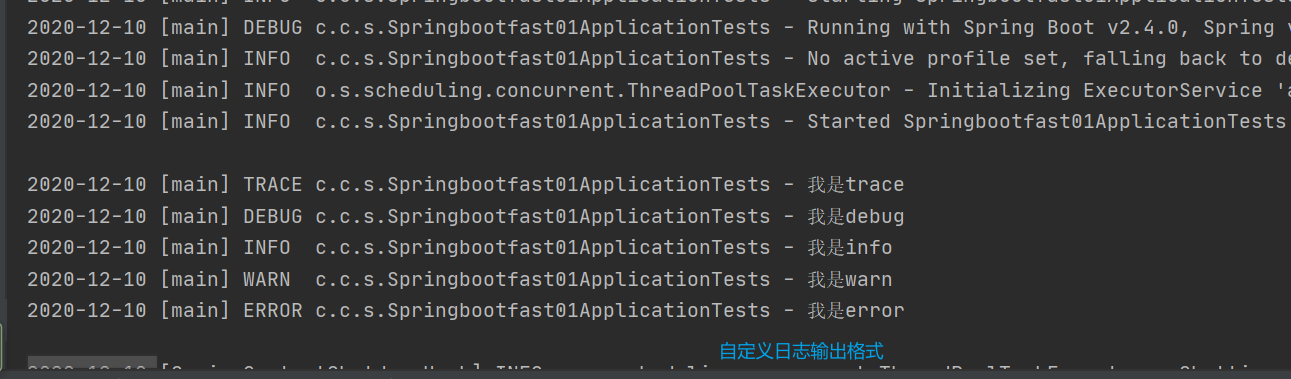 2020-12-10 [main] DEBUG c.c.s.Springbootfast01ApplicationTests - Running with Spring Boot v2.4.0, Spring
2020-12-10 [main] INFO  c.c.s.Springbootfast01ApplicationTests - No active profile set, falling back to
2020-12-10 [main] INFO  o.s.scheduling.concurrent.ThreadPoolTaskExecutor - Initializing ExecutorService
2020-12-10 [main] INFO  c.c.s.Springbootfast01ApplicationTests - Started Springbootfast01ApplicationTests
2020-12-10 [main] TRACE c.c.s.Springbootfast01ApplicationTests - 我是trace
2020-12-10 [main] DEBUG c.c.s.Springbootfast01ApplicationTests - 我是debug
2020-12-10 [main] INFO  c.c.s.Springbootfast01ApplicationTests - 我是info
2020-12-10 [main] WARN  c.c.s.Springbootfast01ApplicationTests - 我是warn
2020-12-10 [main] ERROR c.c.s.Springbootfast01ApplicationTests - 我是error
自定义日志输出格式